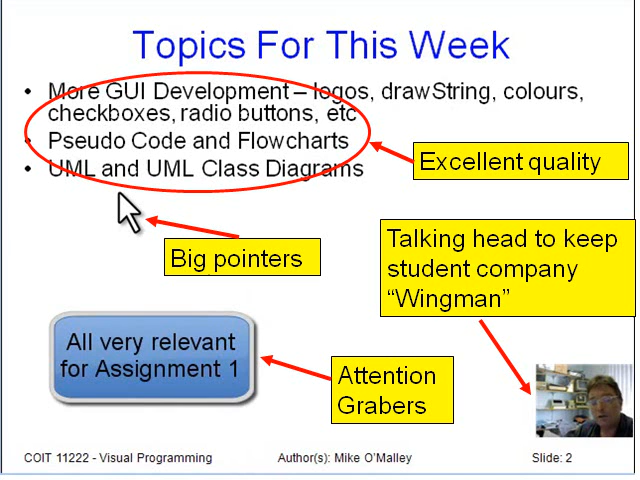 Topics For This Week
• More GUI Development – logos, drawString, colours,
checkboxes, radio buttons, etc
• Pseudo Code and Flowcharts
• UML and UML Class Diagrams
Excellent quality
Big pointers
Talking head to keep
student company
“Wingman”
All very relevant
for Assignment 1
Attention
Grabers
COIT 11222 - Visual Programming
Author(s): Mike O’Malley
Slide: 2